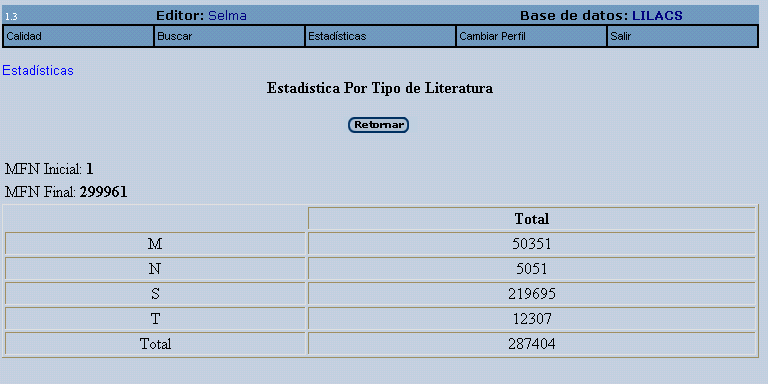 1.3 Editor: Selma Base de datos: LILACS
Calidad Buscar Estadísticas Cambiar Perfil Salir
Estadísticas
Estadística Por Tipo de Literatura
Retornar
MFN Inicial: 1
MFN Final: 299961
Total
M 50351
N 5051
S 219695
T 12307
Total 287404